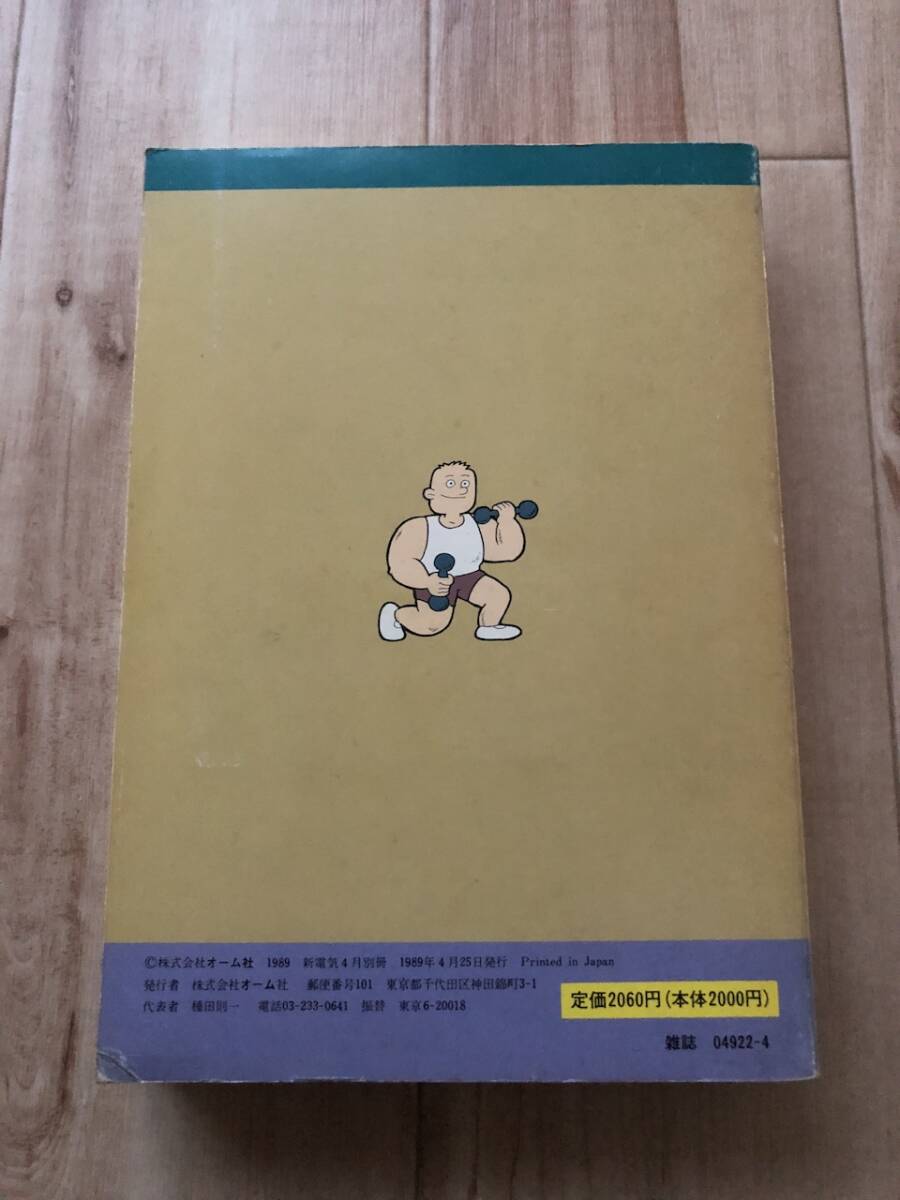 ©株式会社オーム社 1989 新電気4月別冊 1989年4月25日発行 Printed in Japan
発行者 株式会社オーム社 郵便番号101 東京都千代田区神田錦町3-1
代表者 種田則一 電話03-233-0641 振替 東京6-20018
定価2060円(本体2000円)
雑誌 04922-4